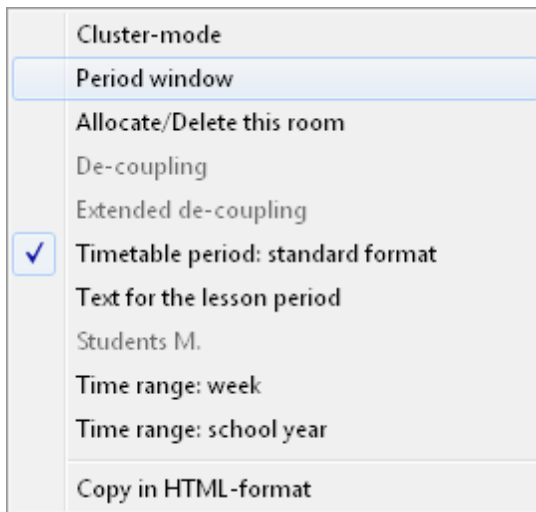 Cluster-mode
Period window
Allocate/Delete this room
De-coupling
Extended de-coupling
Timetable period: standard format
Text for the lesson period
Students M.
Time range: week
Time range: school year
Copy in HTML-format